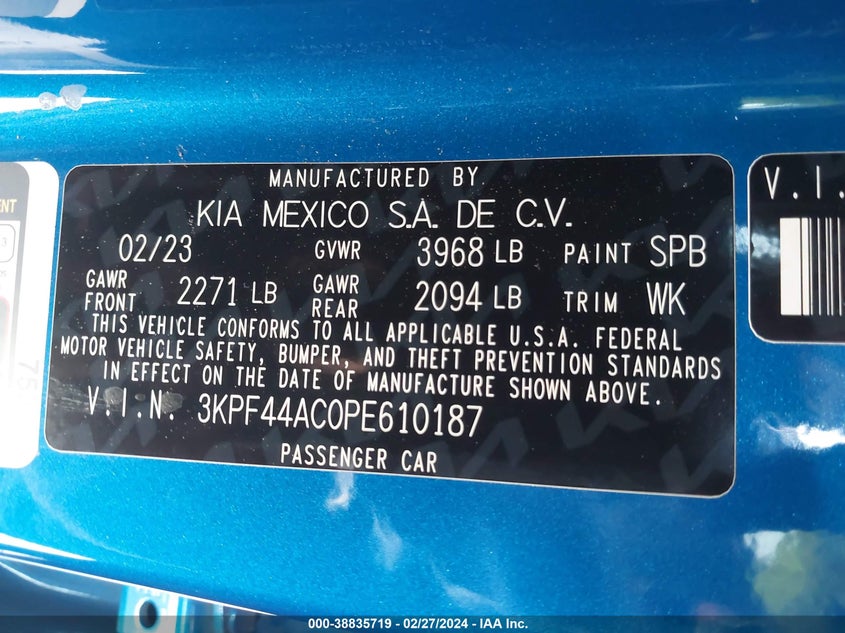 MANUFACTURED BY
KIA MEXICO S.A. DE C.V.
02/23 GVWR 3968 LB PAINT SPB
GAWR FRONT 2271 LB GAWR REAR 2094 LB TRIM WK
THIS VEHICLE CONFORMS TO ALL APPLICABLE U.S.A. FEDERAL
MOTOR VEHICLE SAFETY, BUMPER, AND THEFT PREVENTION STANDARDS
IN EFFECT ON THE DATE OF MANUFACTURE SHOWN ABOVE.
V.I.N. 3KPF44AC0PE610187
PASSENGER CAR
V.I.
000-38835719 - 02/27/2024 - IAA Inc.